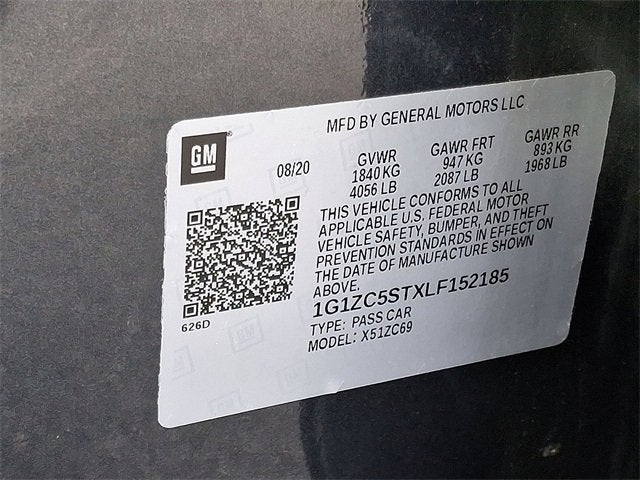 MFD BY GENERAL MOTORS LLC
GM
08/20
GVWR GAWR FRT GAWR RR
1840 KG 947 KG 893 KG
4056 LB 2087 LB 1968 LB
THIS VEHICLE CONFORMS TO ALL
APPLICABLE U.S. FEDERAL MOTOR
VEHICLE SAFETY, BUMPER, AND THEFT
PREVENTION STANDARDS IN EFFECT ON
THE DATE OF MANUFACTURE SHOWN
ABOVE.
1G1ZC5STXLF152185
626D
TYPE: PASS CAR
MODEL: X51ZC69